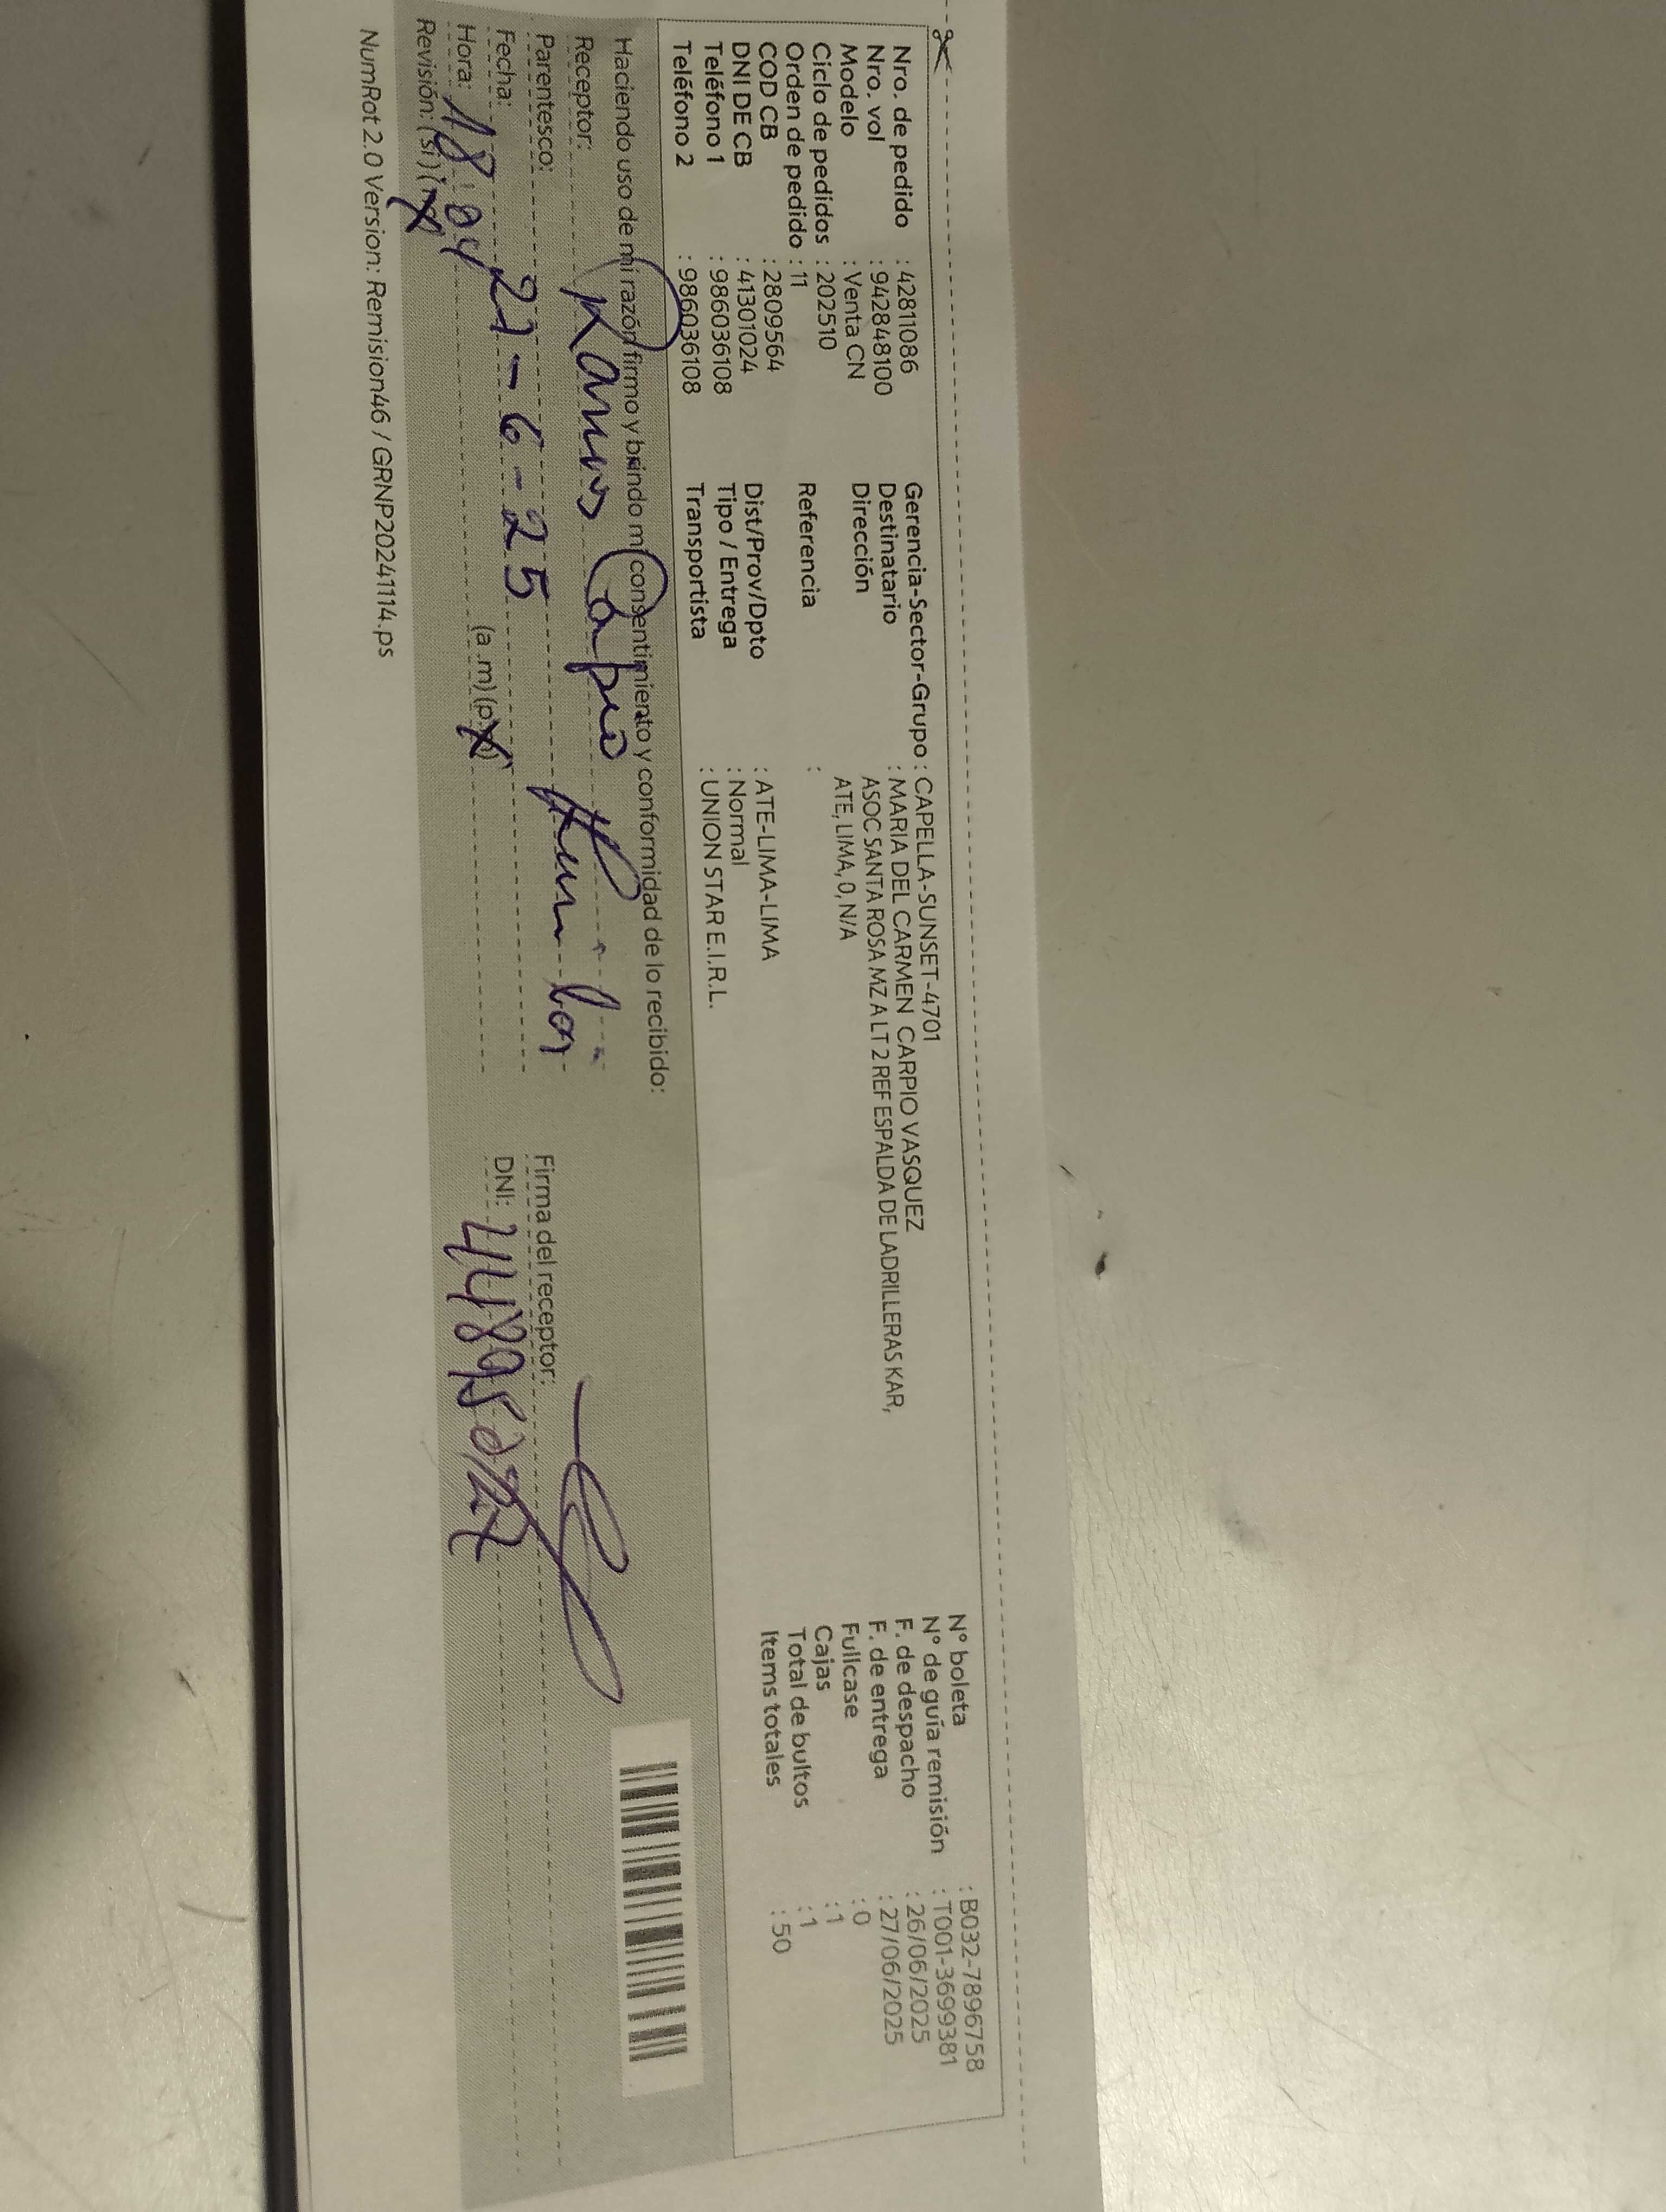 Nro. de pedido : 42811086
Nro. vol : 942848100
Modelo : Venta CN
Ciclo de pedidos : 202510
Orden de pedido : 11
COD CB : 2809564
DNI DE CB : 41301024
Teléfono 1 : 986036108
Teléfono 2 : 986036108
Gerencia-Sector-Grupo : CAPELLA-SUNSET-4701
Destinatario : MARIA DEL CARMEN CARPIO VASQUEZ
Dirección ASOC SANTA ROSA MZ A LT 2 REF ESPALDA DE LADRILLERAS KAR,
ATE, LIMA, 0, N/A
Referencia :
Dist/Prov/Dpto : ATE-LIMA-LIMA
Tipo / Entrega : Normal
Transportista : UNION STAR E.I.R.L.
N° boleta : B032-7896758
N° de guía remisión : T001-3699381
F. de despacho : 26/06/2025
F. de entrega : 27/06/2025
Fullcase : 0
Cajas : 1
Total de bultos : 1
Items totales : 50
Haciendo uso de mi razón firmo y brindo mi consentimiento y conformidad de lo recibido:
Receptor:
Parentesco:
Fecha: 27-6-25
Hora: 18:04 (a.m) (p.
Revisión: (si) (
Firma del receptor:
DNI:
NumRot 2.0 Version: Remision46 / GRNP20241114.ps